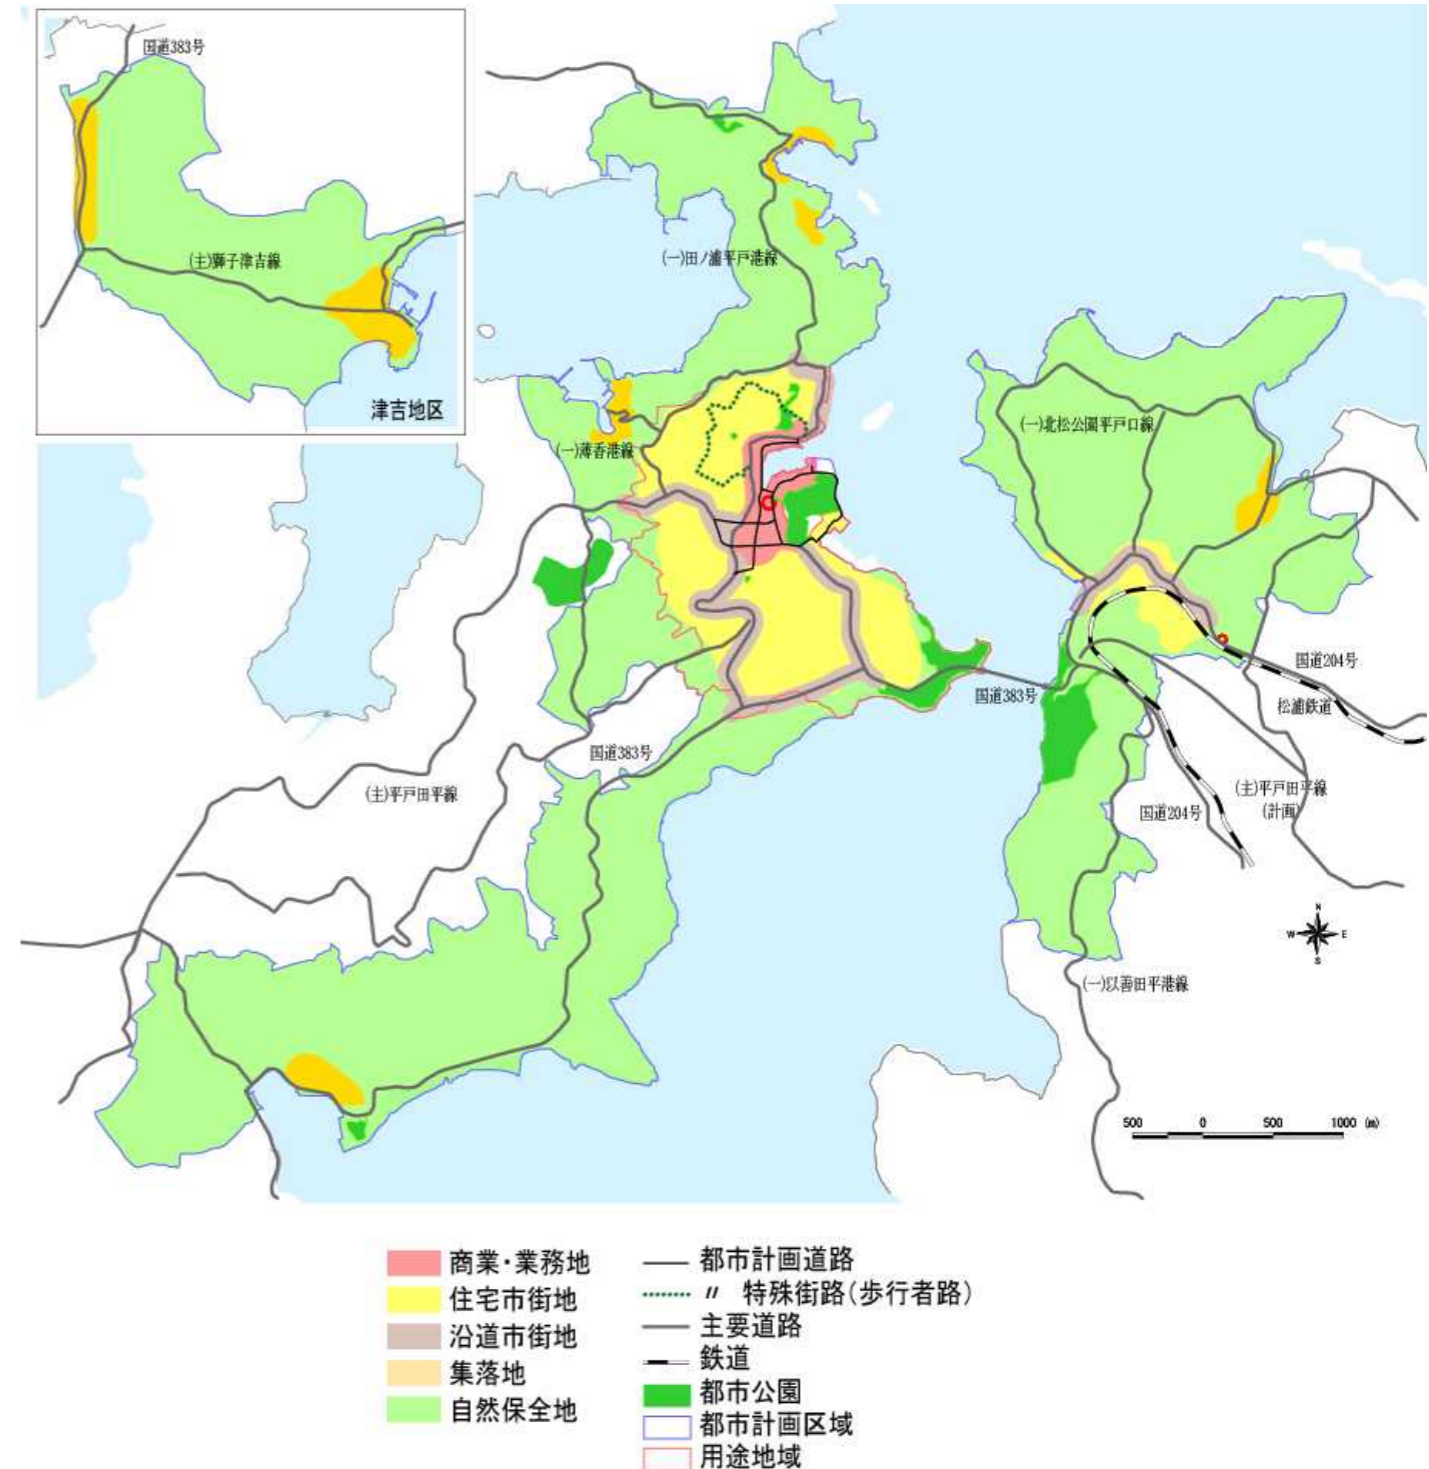 国道383号
(主)獅子津吉線
津吉地区
(一)田ノ浦平戸港線
(一)薄香港線
(一)北松公園平戸口線
国道204号
松浦鉄道
国道383号
国道383号
(主)平戸田平線
(主)平戸田平線
(計画)
国道204号
(一)以善田平港線
N
W E
S
500 0 500 1000 (m)
商業・業務地
住宅市街地
沿道市街地
集落地
自然保全地
都市計画道路
〃 特殊街路(歩行者路)
主要道路
鉄道
都市公園
都市計画区域
用途地域